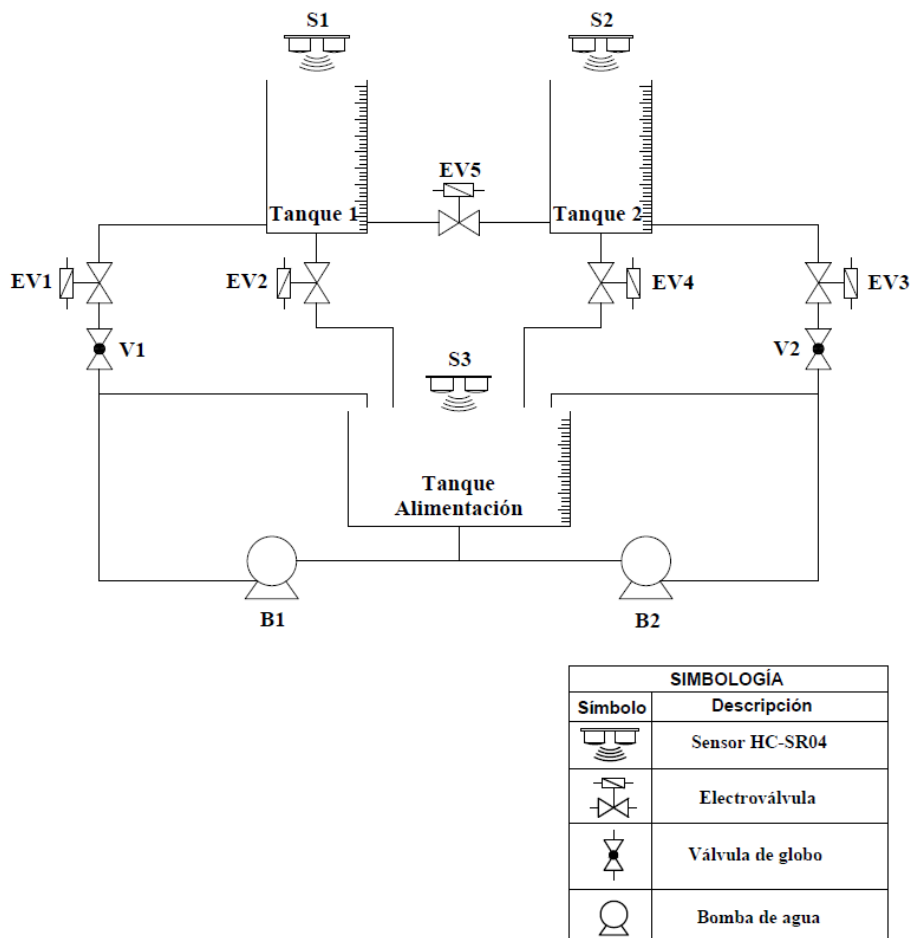 S1
S2
EV5
Tanque 1
Tanque 2
EV1
EV2
EV4
EV3
V1
V2
S3
Tanque
Alimentación
B1
B2
SIMBOLOGÍA
Símbolo
Descripción
Sensor HC-SR04
Electroválvula
Válvula de globo
Bomba de agua